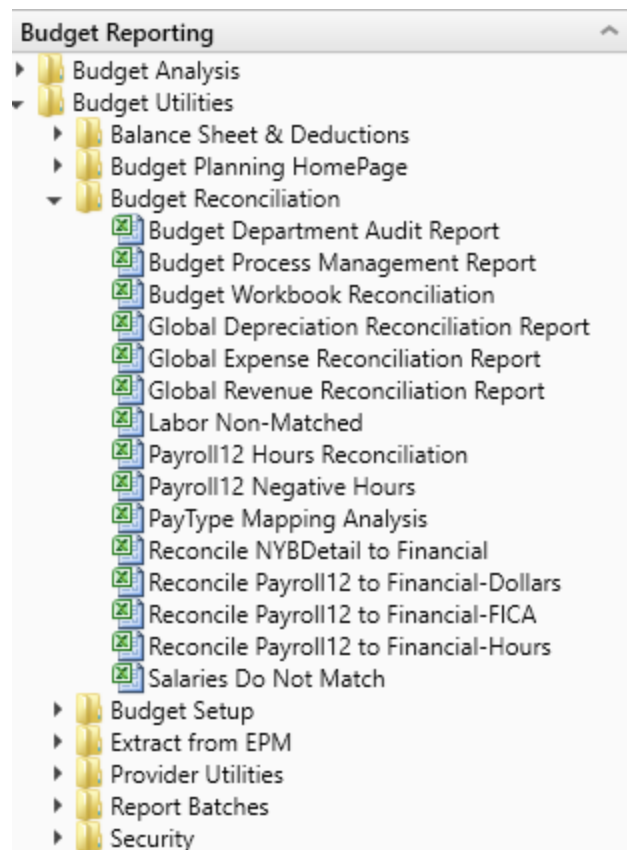 Budget Reporting
Budget Analysis
Budget Utilities
Balance Sheet & Deductions
Budget Planning HomePage
Budget Reconciliation
Budget Department Audit Report
Budget Process Management Report
Budget Workbook Reconciliation
Global Depreciation Reconciliation Report
Global Expense Reconciliation Report
Global Revenue Reconciliation Report
Labor Non-Matched
Payroll12 Hours Reconciliation
Payroll12 Negative Hours
PayType Mapping Analysis
Reconcile NYBDetail to Financial
Reconcile Payroll12 to Financial-Dollars
Reconcile Payroll12 to Financial-FICA
Reconcile Payroll12 to Financial-Hours
Salaries Do Not Match
Budget Setup
Extract from EPM
Provider Utilities
Report Batches
Security